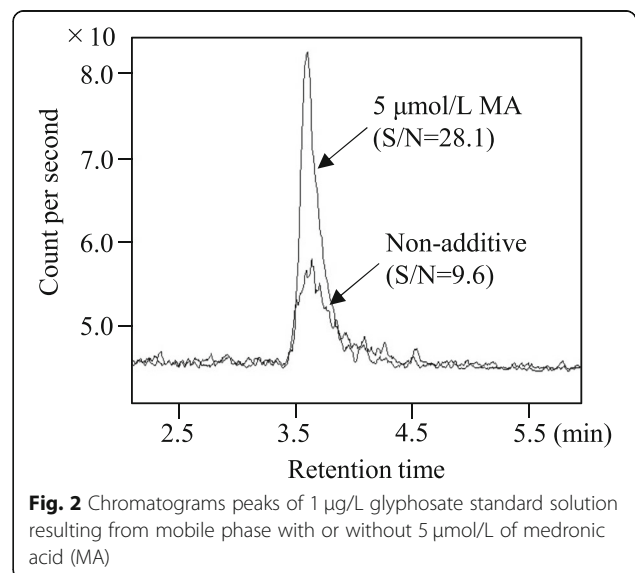 × 10
8.0
7.0
6.0
5.0
Count per second
5 μmol/L MA
(S/N=28.1)
Non-additive
(S/N=9.6)
2.5 3.5 4.5 5.5 (min)
Retention time
Fig. 2 Chromatograms peaks of 1 μg/L glyphosate standard solution
resulting from mobile phase with or without 5 μmol/L of medronic
acid (MA)